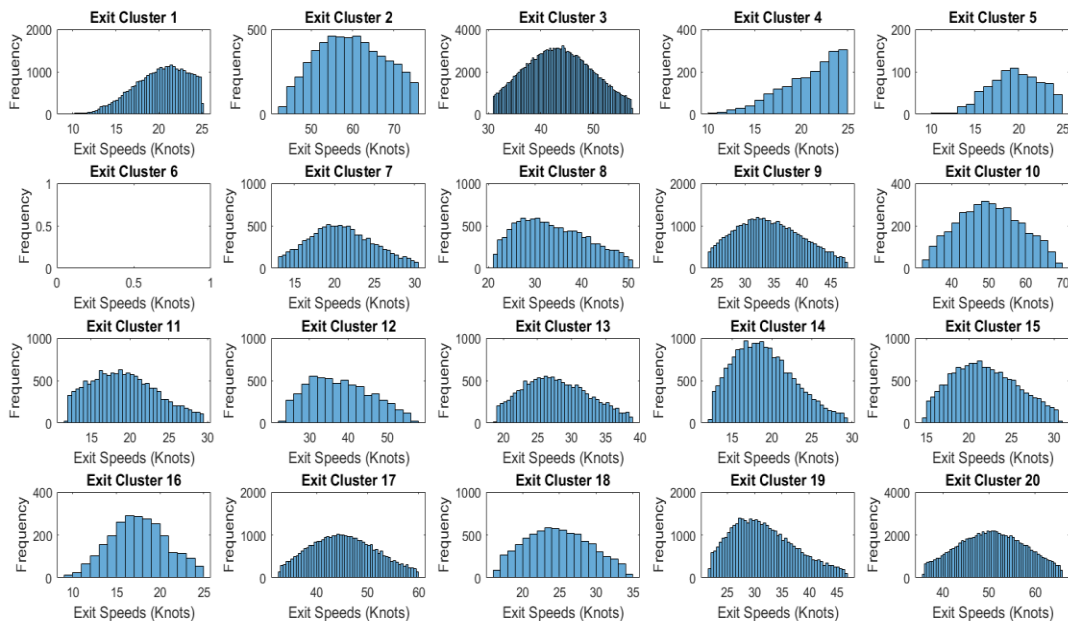 Exit Cluster 1
2000
1000
0
Frequency
10 15 20 25
Exit Speeds (Knots)
Exit Cluster 2
500
0
Frequency
50 60 70
Exit Speeds (Knots)
Exit Cluster 3
4000
2000
0
Frequency
30 40 50
Exit Speeds (Knots)
Exit Cluster 4
400
200
0
Frequency
10 15 20 25
Exit Speeds (Knots)
Exit Cluster 5
200
100
0
Frequency
10 15 20 25
Exit Speeds (Knots)
Exit Cluster 6
1
0.5
0
Frequency
0 0.5 1
Exit Speeds (Knots)
Exit Cluster 7
1000
500
0
Frequency
15 20 25 30
Exit Speeds (Knots)
Exit Cluster 8
1000
500
0
Frequency
20 30 40 50
Exit Speeds (Knots)
Exit Cluster 9
2000
1000
0
Frequency
25 30 35 40 45
Exit Speeds (Knots)
Exit Cluster 10
400
200
0
Frequency
40 50 60 70
Exit Speeds (Knots)
Exit Cluster 11
1000
500
0
Frequency
15 20 25 30
Exit Speeds (Knots)
Exit Cluster 12
1000
500
0
Frequency
30 40 50
Exit Speeds (Knots)
Exit Cluster 13
1000
500
0
Frequency
20 25 30 35 40
Exit Speeds (Knots)
Exit Cluster 14
1000
500
0
Frequency
15 20 25 30
Exit Speeds (Knots)
Exit Cluster 15
1000
500
0
Frequency
15 20 25 30
Exit Speeds (Knots)
Exit Cluster 16
400
200
0
Frequency
10 15 20 25
Exit Speeds (Knots)
Exit Cluster 17
2000
1000
0
Frequency
40 50 60
Exit Speeds (Knots)
Exit Cluster 18
1000
500
0
Frequency
20 25 30 35
Exit Speeds (Knots)
Exit Cluster 19
2000
1000
0
Frequency
25 30 35 40 45
Exit Speeds (Knots)
Exit Cluster 20
4000
2000
0
Frequency
40 50 60
Exit Speeds (Knots)